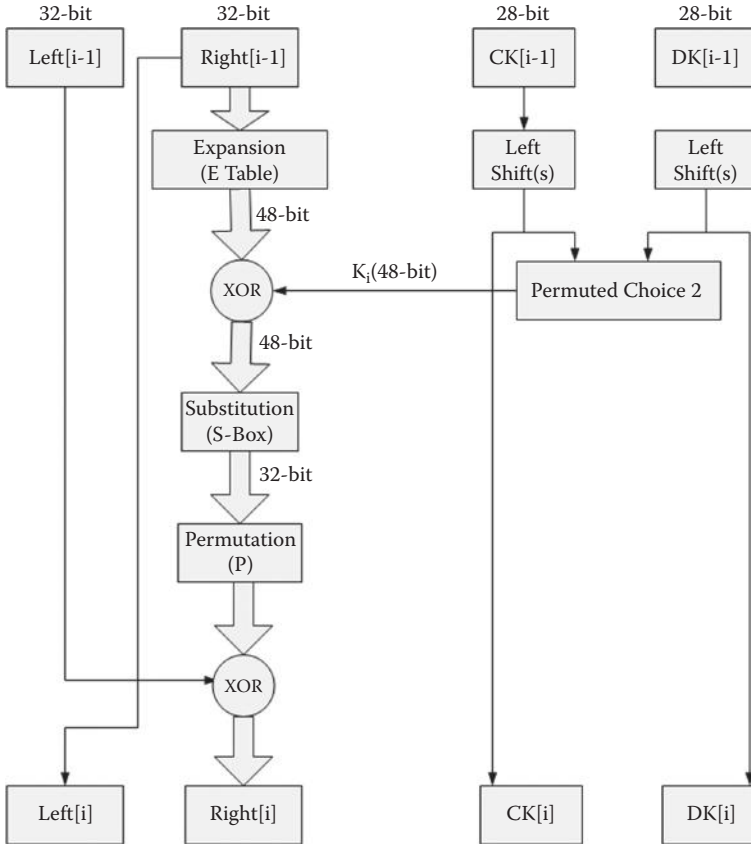 32-bit 32-bit 28-bit 28-bit
Left[i-1] Right[i-1] CK[i-1] DK[i-1]
Expansion
(E Table)
Left
Shift(s)
Left
Shift(s)
48-bit
XOR
K_i(48-bit)
Permuted Choice 2
48-bit
Substitution
(S-Box)
32-bit
Permutation
(P)
XOR
Left[i] Right[i] CK[i] DK[i]